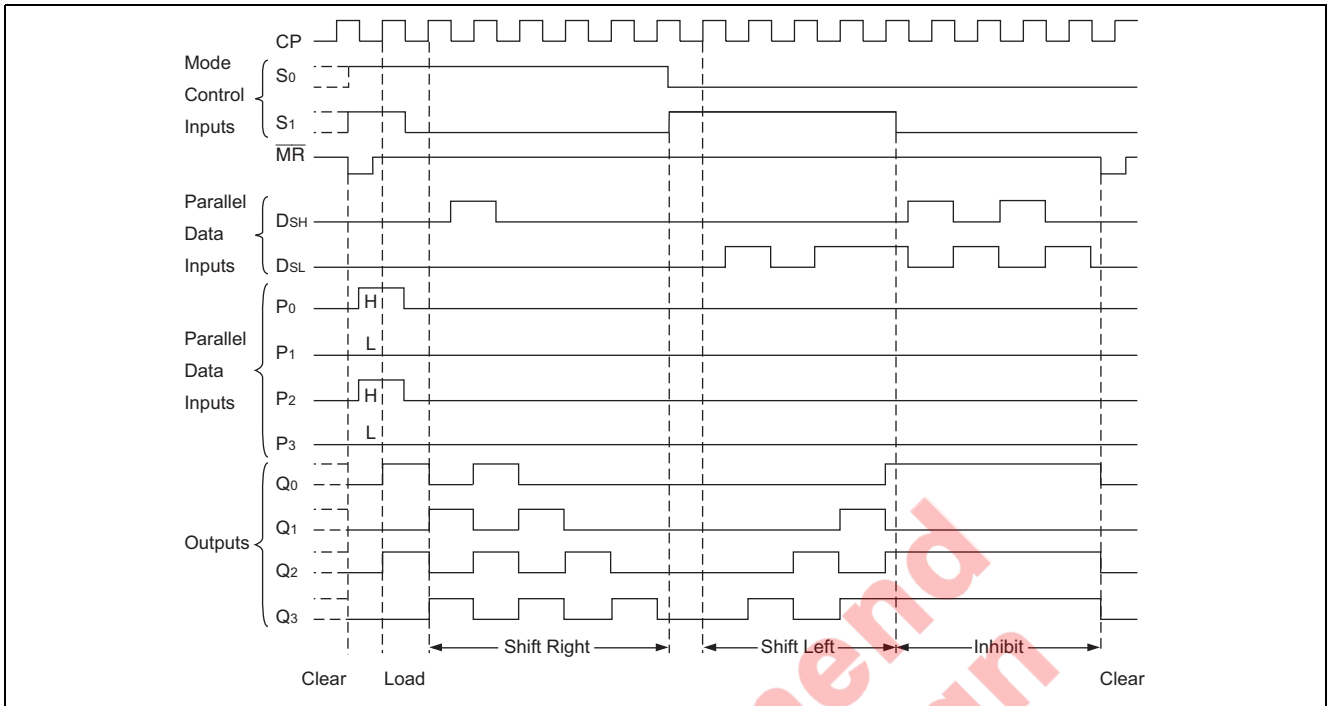 CP
Mode
Control
Inputs
S0
S1
MR
Parallel
Data
Inputs
DSH
DSL
Parallel
Data
Inputs
P0
H
P1
L
P2
H
P3
L
Outputs
Q0
Q1
Q2
Q3
Shift Right
Shift Left
Inhibit
Clear
Load
Clear